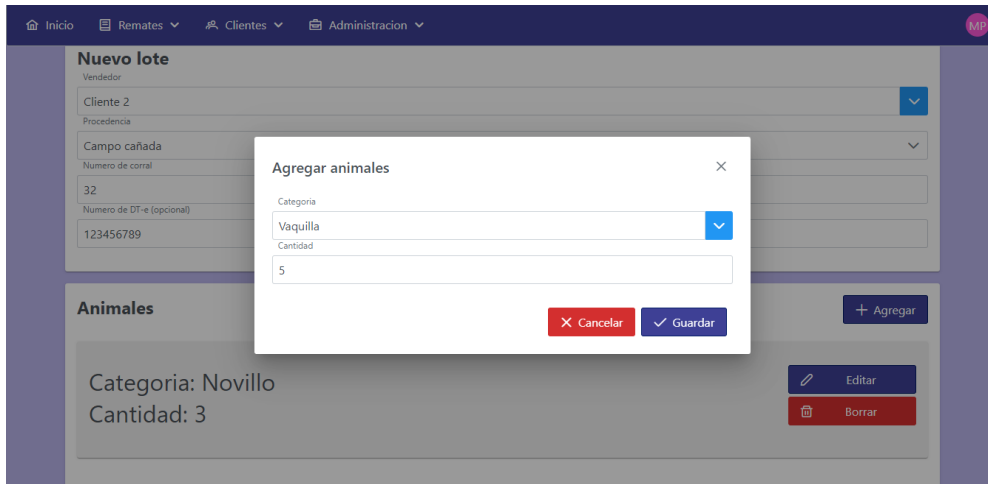 Inicio Remates Clientes Administracion MP
Nuevo lote
Vendedor
Cliente 2
Procedencia
Campo cañada
Numero de corral
32
Numero de DT-e (opcional)
123456789
Agregar animales
Categoria
Vaquilla
Cantidad
5
Cancelar Guardar
Animales
Agregar
Categoria: Novillo
Cantidad: 3
Editar
Borrar